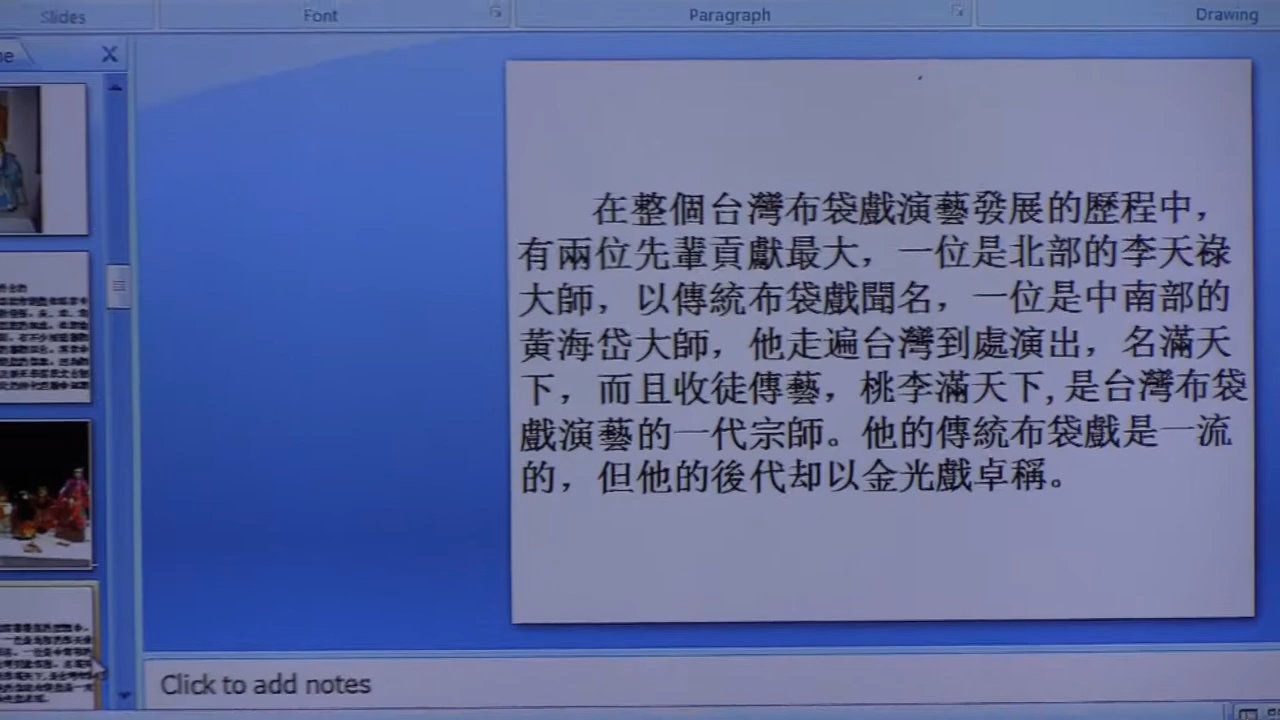 Slides
Font
Paragraph
Drawing
在整個台灣布袋戲演藝發展的歷程中，
有兩位先輩貢獻最大，一位是北部的李天祿
大師，以傳統布袋戲聞名，一位是中南部的
黃海岱大師，他走遍台灣到處演出，名滿天
下，而且收徒傳藝，桃李滿天下，是台灣布袋
戲演藝的一代宗師。他的傳統布袋戲是一流
的，但他的後代却以金光戲卓稱。
Click to add notes